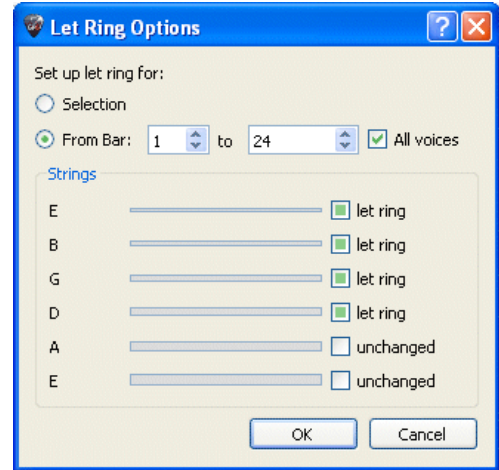 Let Ring Options
Set up let ring for:
Selection
From Bar: 1 to 24 All voices
Strings
E let ring
B let ring
G let ring
D let ring
A unchanged
E unchanged
OK Cancel